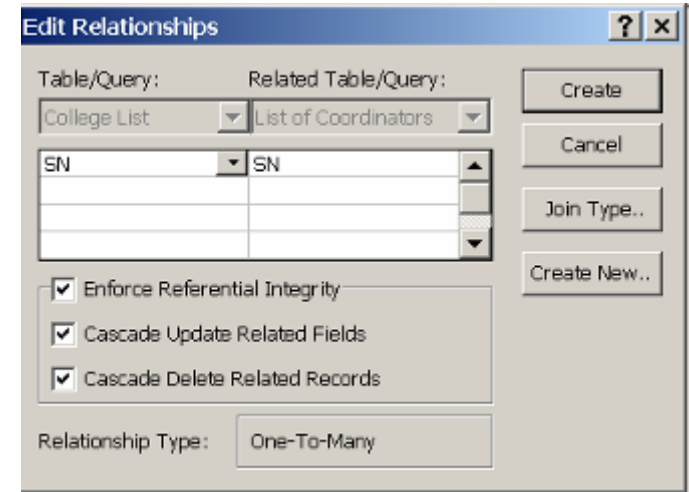 Edit Relationships
Table/Query: Related Table/Query:
College List List of Coordinators
SN SN
Enforce Referential Integrity
Cascade Update Related Fields
Cascade Delete Related Records
Relationship Type: One-To-Many
Create
Cancel
Join Type..
Create New..